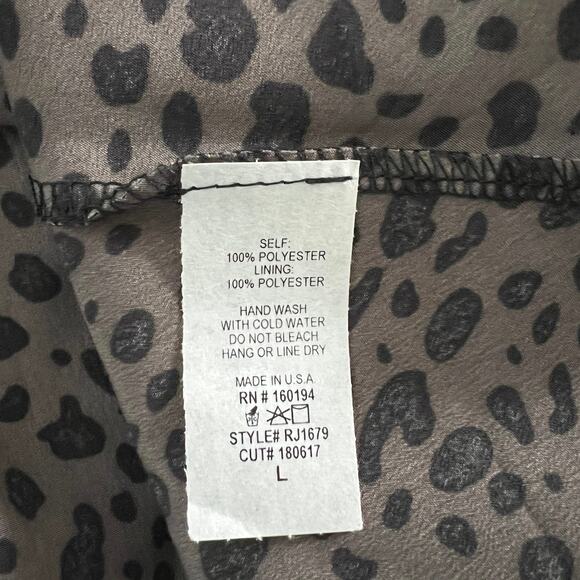 SELF:
100% POLYESTER
LINING:
100% POLYESTER
HAND WASH
WITH COLD WATER
DO NOT BLEACH
HANG OR LINE DRY
MADE IN U.S.A
RN # 160194
STYLE# RJ1679
CUT# 180617
L